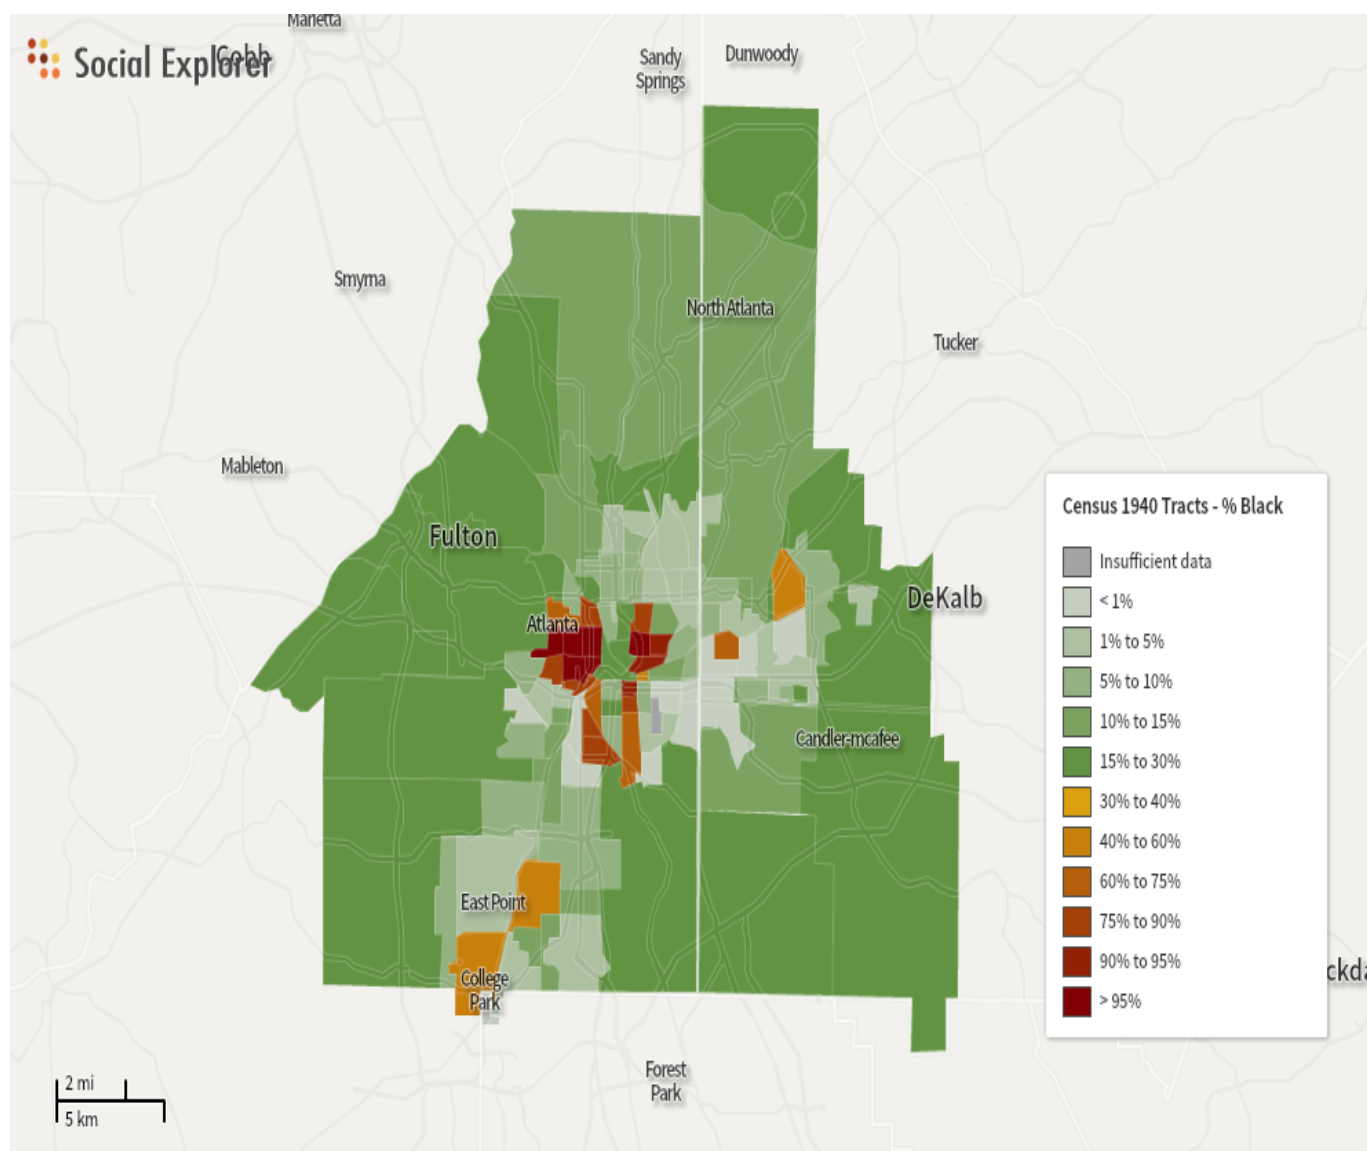 Marietta
Social Explorer
Cobb
Sandy
Springs
Dunwoody
Smyrna
North Atlanta
Tucker
Mableton
Fulton
DeKalb
Atlanta
Candler-mcafee
East Point
College
Park
Forest
Park
Census 1940 Tracts - % Black
Insufficient data
< 1%
1% to 5%
5% to 10%
10% to 15%
15% to 30%
30% to 40%
40% to 60%
60% to 75%
75% to 90%
90% to 95%
> 95%
ckda
2 mi
5 km